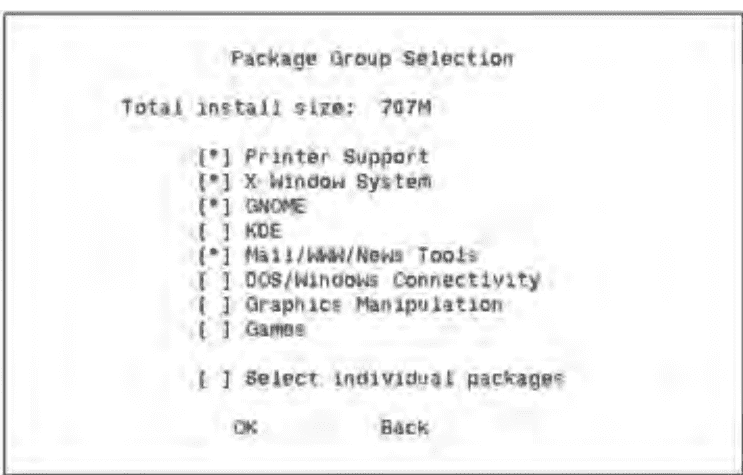 Package Group Selection
Total install size: 707M
[*] Printer Support
[*] X Window System
[*] GNOME
[ ] KDE
[*] Mail/WWW/News Tools
[ ] DOS/Windows Connectivity
[ ] Graphics Manipulation
[ ] Games
[ ] Select individual packages
OK Back